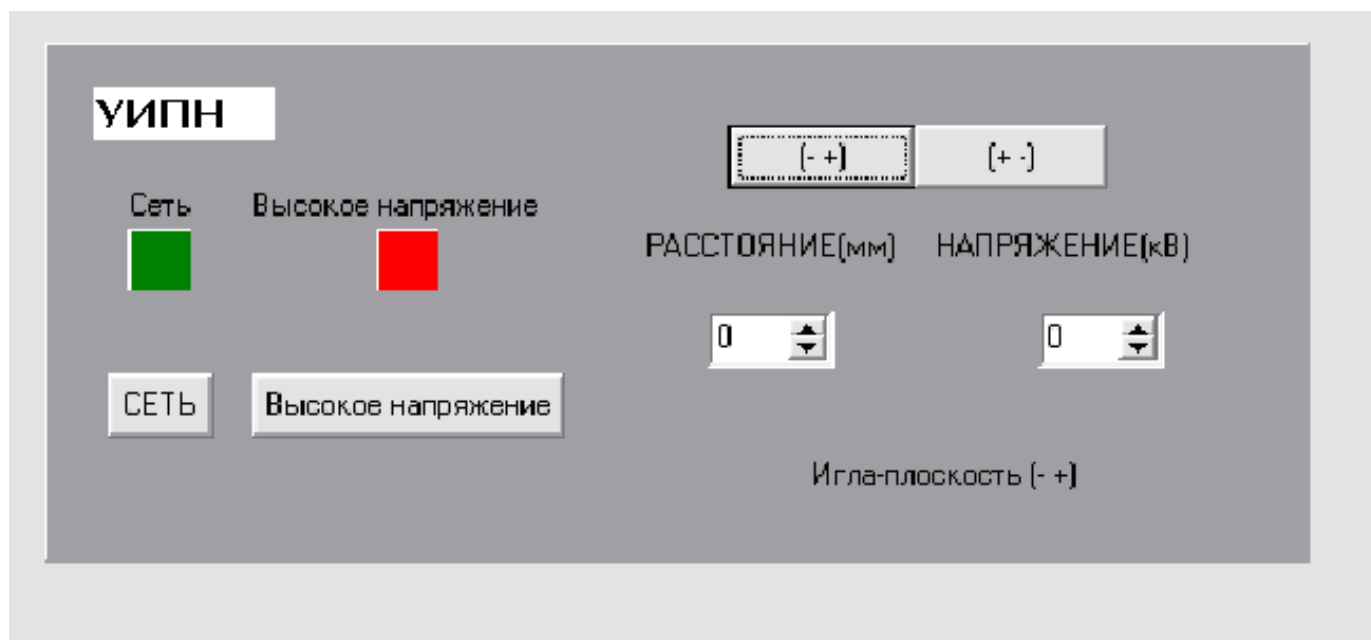 УИПН
(- +)
(+ -)
Сеть
Высокое напряжение
РАССТОЯНИЕ(мм)
НАПРЯЖЕНИЕ(кВ)
0
0
СЕТЬ
Высокое напряжение
Игла-плоскость (- +)